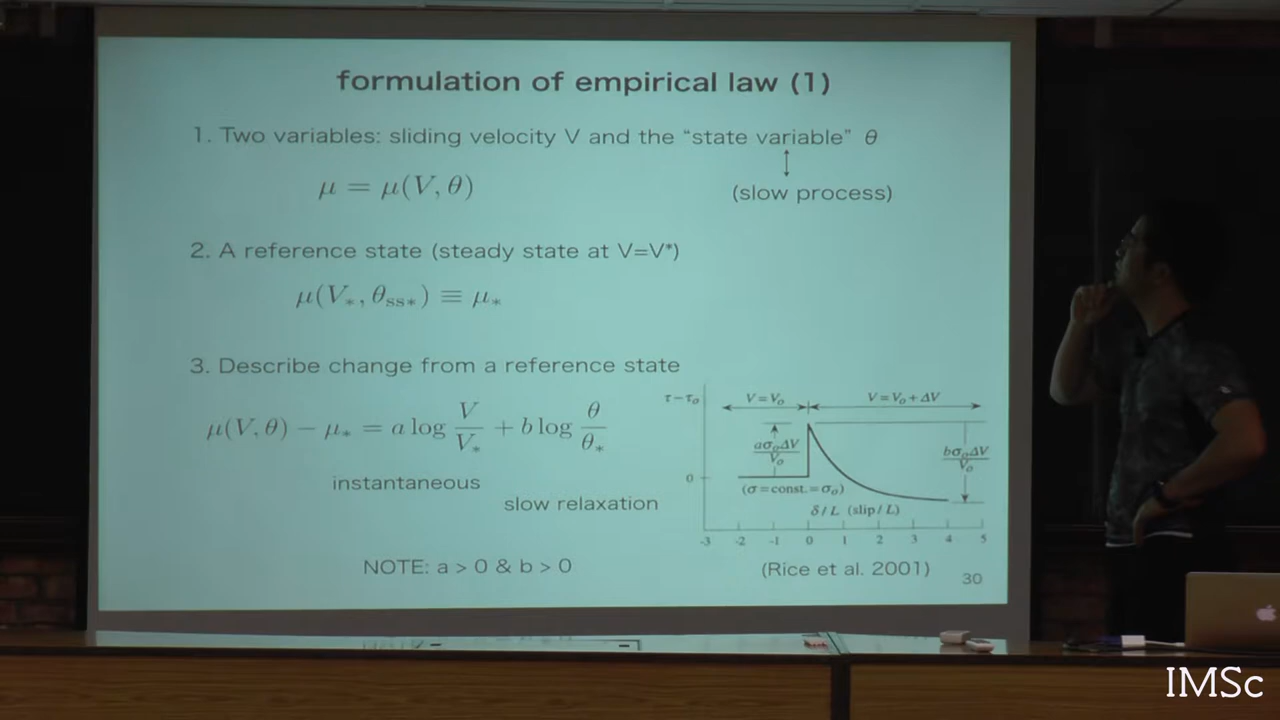 formulation of empirical law (1)
1. Two variables: sliding velocity V and the “state variable” θ
μ = μ(V, θ)
(slow process)
2. A reference state (steady state at V=V*)
μ(V*, θss*) ≡ μ*
3. Describe change from a reference state
μ(V, θ) − μ* = a log V/V* + b log θ/θ*
instantaneous
slow relaxation
NOTE: a > 0 & b > 0
τ−τo
V=Vo
V=Vo+ΔV
aσoΔV/Vo
bσoΔV/Vo
0
(σ=const.=σo)
δ/L (slip/L)
-3 -2 -1 0 1 2 3 4 5
(Rice et al. 2001)
30
IMSc